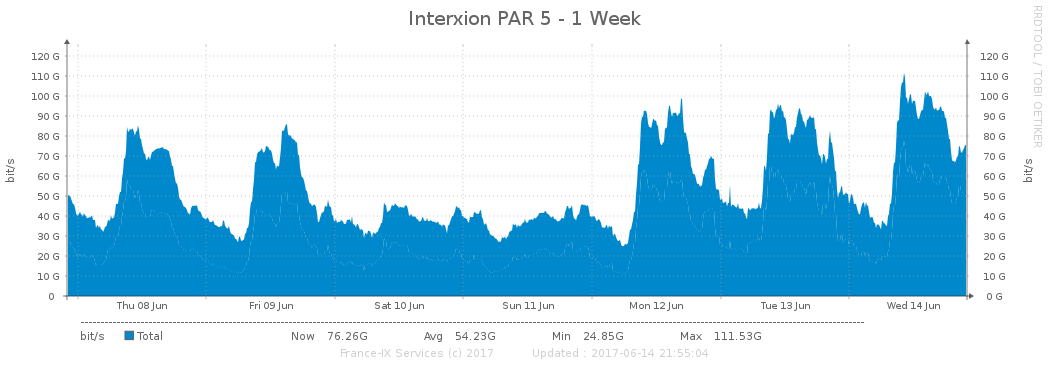 Interxion PAR 5 - 1 Week
RRDTOOL / TOBI OETIKER
bit/s
120 G
110 G
100 G
90 G
80 G
70 G
60 G
50 G
40 G
30 G
20 G
10 G
0
120 G
110 G
100 G
90 G
80 G
70 G
60 G
50 G
40 G
30 G
20 G
10 G
0 G
bit/s
Thu 08 Jun Fri 09 Jun Sat 10 Jun Sun 11 Jun Mon 12 Jun Tue 13 Jun Wed 14 Jun
bit/s Total Now 76.26G Avg 54.23G Min 24.85G Max 111.53G
France-IX Services (c) 2017 Updated : 2017-06-14 21:55:04